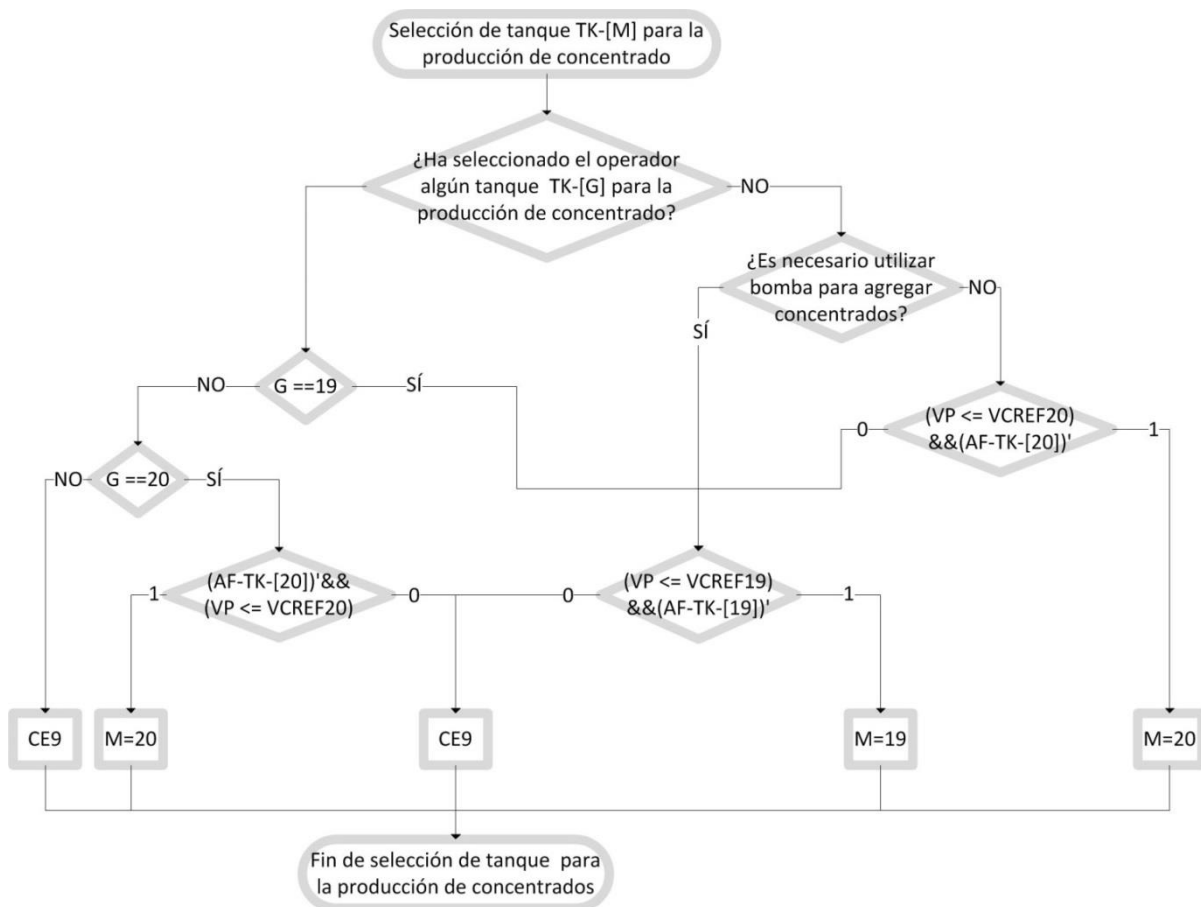 Selección de tanque TK-[M] para la
producción de concentrado
¿Ha seleccionado el operador
algún tanque TK-[G] para la
producción de concentrado?
NO
¿Es necesario utilizar
bomba para agregar
concentrados?
NO
SÍ
NO
G ==19
SÍ
(VP <= VCREF20)
&&(AF-TK-[20])'
0
1
NO
G ==20
SÍ
(AF-TK-[20])'&&
(VP <= VCREF20)
1
0
(VP <= VCREF19)
&&(AF-TK-[19])'
0
1
CE9
M=20
CE9
M=19
M=20
Fin de selección de tanque para
la producción de concentrados